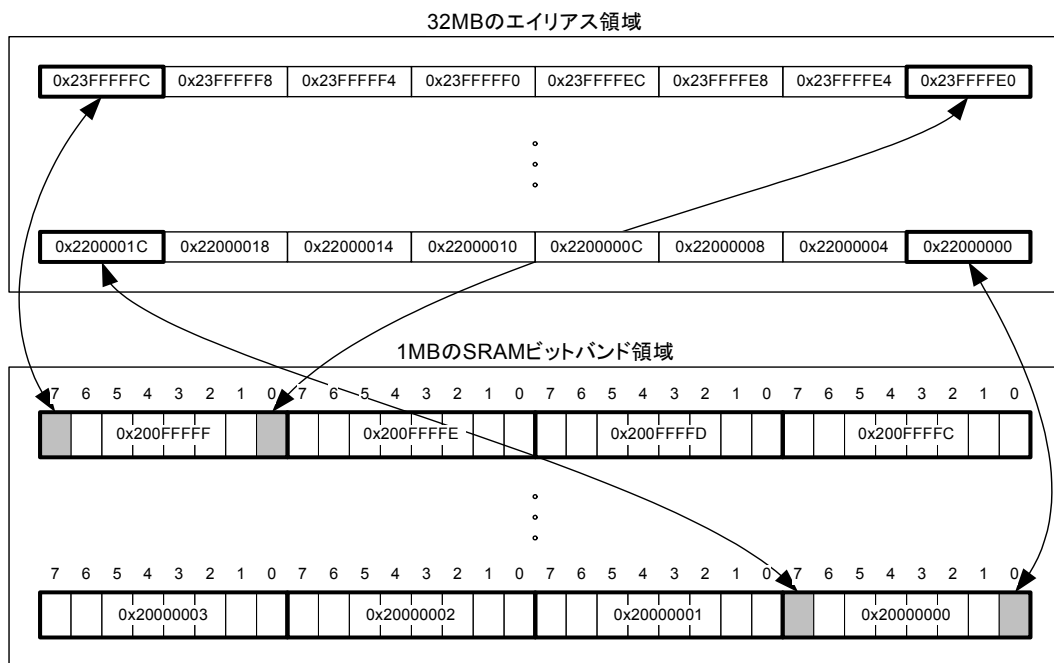 32MBのエイリアス領域
0x23FFFFFC 0x23FFFFF8 0x23FFFFF4 0x23FFFFF0 0x23FFFFEC 0x23FFFFE8 0x23FFFFE4 0x23FFFFE0
0x2200001C 0x22000018 0x22000014 0x22000010 0x2200000C 0x22000008 0x22000004 0x22000000
1MBのSRAMビットバンド領域
7 6 5 4 3 2 1 0 7 6 5 4 3 2 1 0 7 6 5 4 3 2 1 0 7 6 5 4 3 2 1 0
0x200FFFFF 0x200FFFFE 0x200FFFFD 0x200FFFFC
7 6 5 4 3 2 1 0 7 6 5 4 3 2 1 0 7 6 5 4 3 2 1 0 7 6 5 4 3 2 1 0
0x20000003 0x20000002 0x20000001 0x20000000